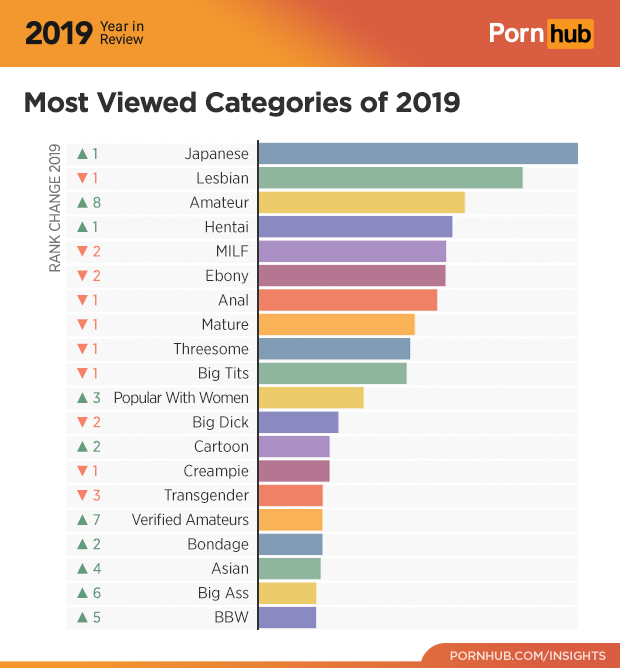 2019 Year in Review
Porn hub
Most Viewed Categories of 2019
RANK CHANGE 2019
▲ 1 Japanese
▼ 1 Lesbian
▲ 8 Amateur
▲ 1 Hentai
▼ 2 MILF
▼ 2 Ebony
▼ 1 Anal
▼ 1 Mature
▼ 1 Threesome
▼ 1 Big Tits
▲ 3 Popular With Women
▼ 2 Big Dick
▲ 2 Cartoon
▼ 1 Creampie
▼ 3 Transgender
▲ 7 Verified Amateurs
▲ 2 Bondage
▲ 4 Asian
▲ 6 Big Ass
▲ 5 BBW
PORNHUB.COM/INSIGHTS